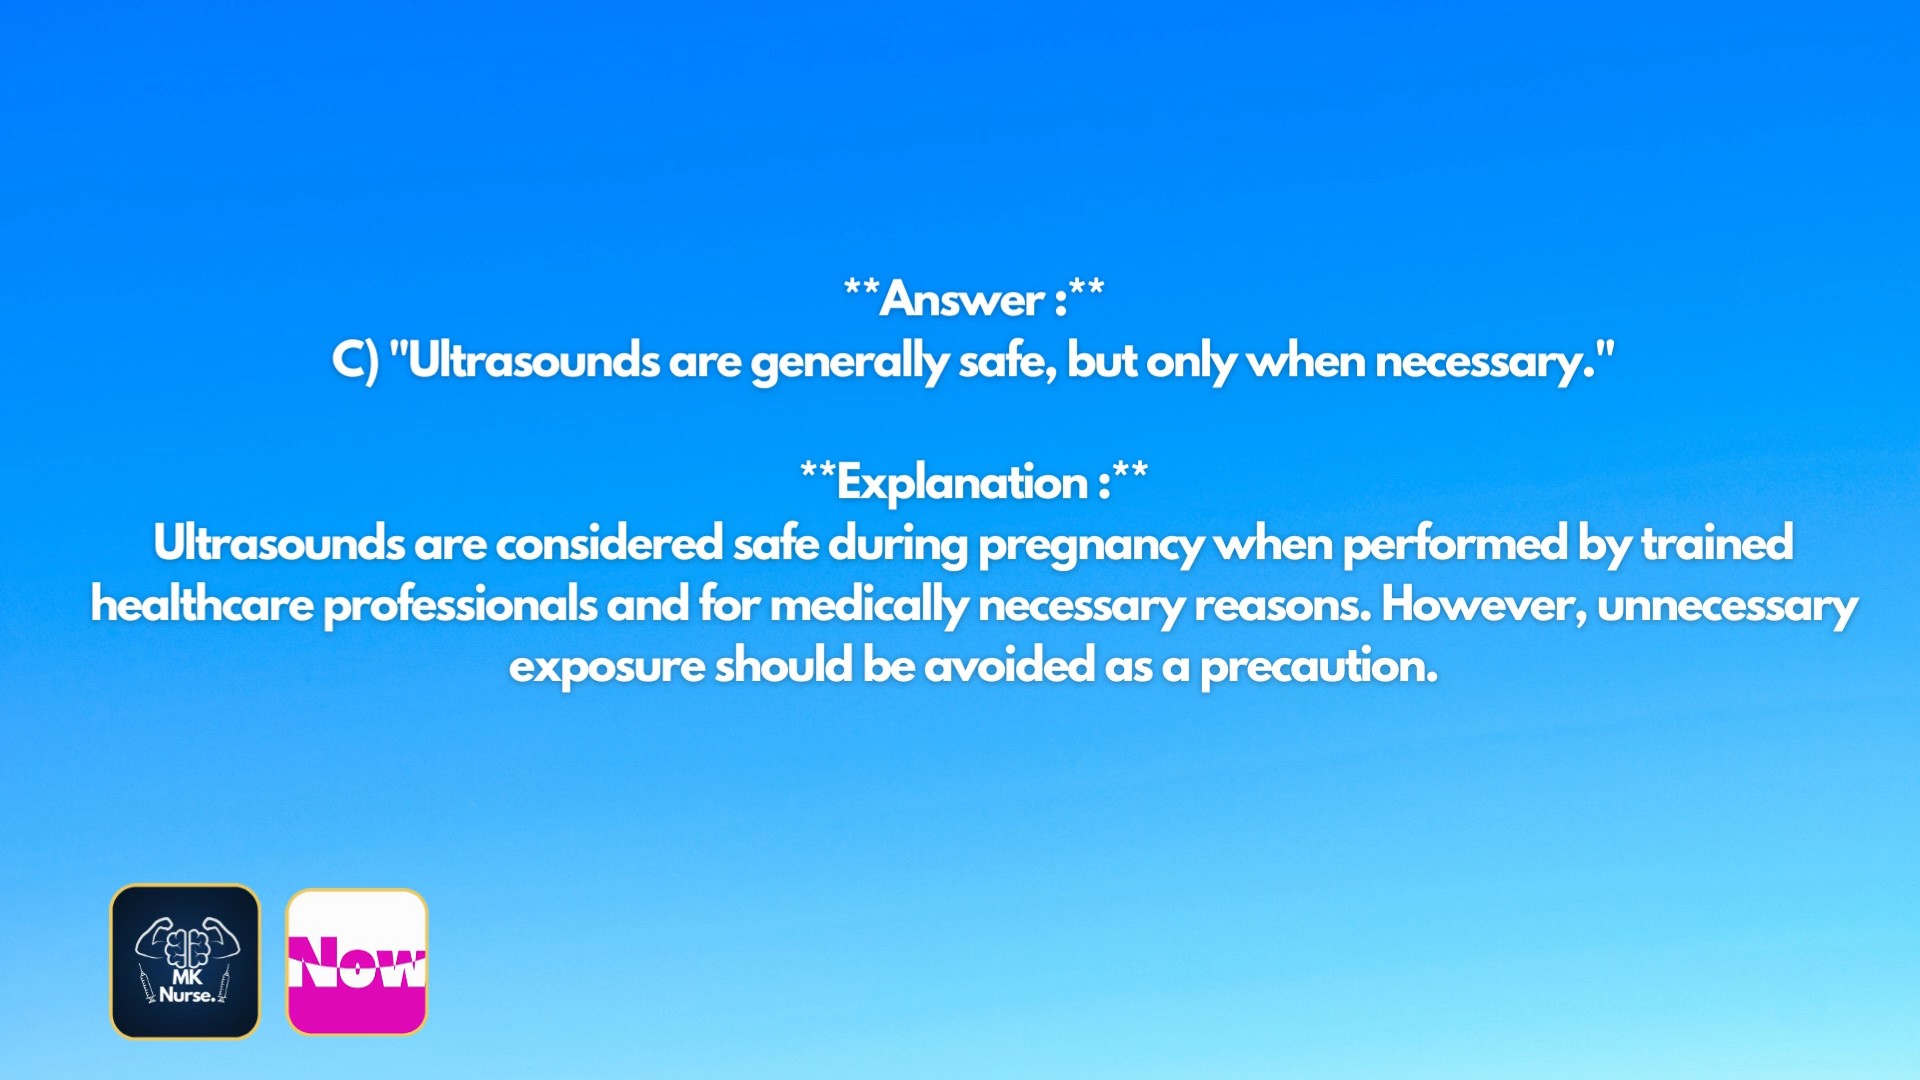 **Answer :**
C) "Ultrasounds are generally safe, but only when necessary."
**Explanation :**
Ultrasounds are considered safe during pregnancy when performed by trained
healthcare professionals and for medically necessary reasons. However, unnecessary
exposure should be avoided as a precaution.
MK
Nurse.
Now